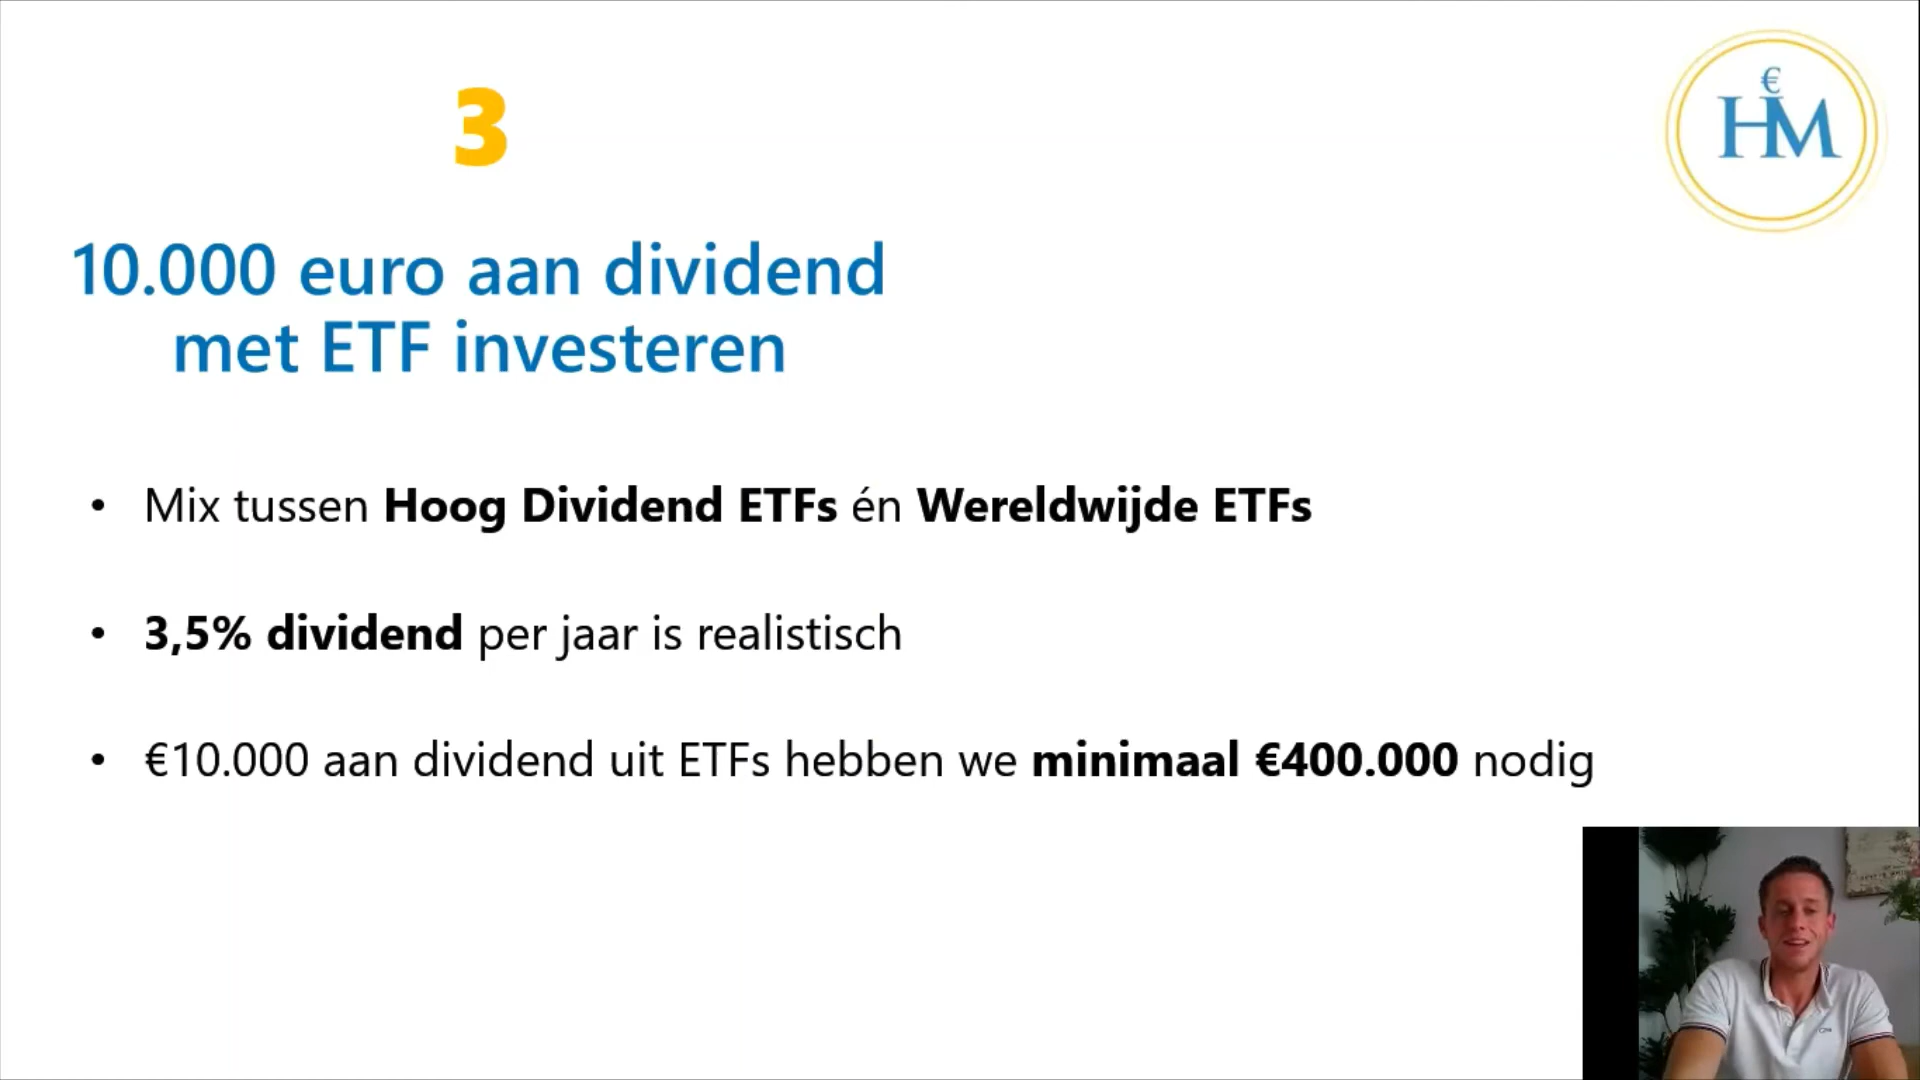 3
€
HM
10.000 euro aan dividend
met ETF investeren
• Mix tussen Hoog Dividend ETFs én Wereldwijde ETFs
• 3,5% dividend per jaar is realistisch
• €10.000 aan dividend uit ETFs hebben we minimaal €400.000 nodig